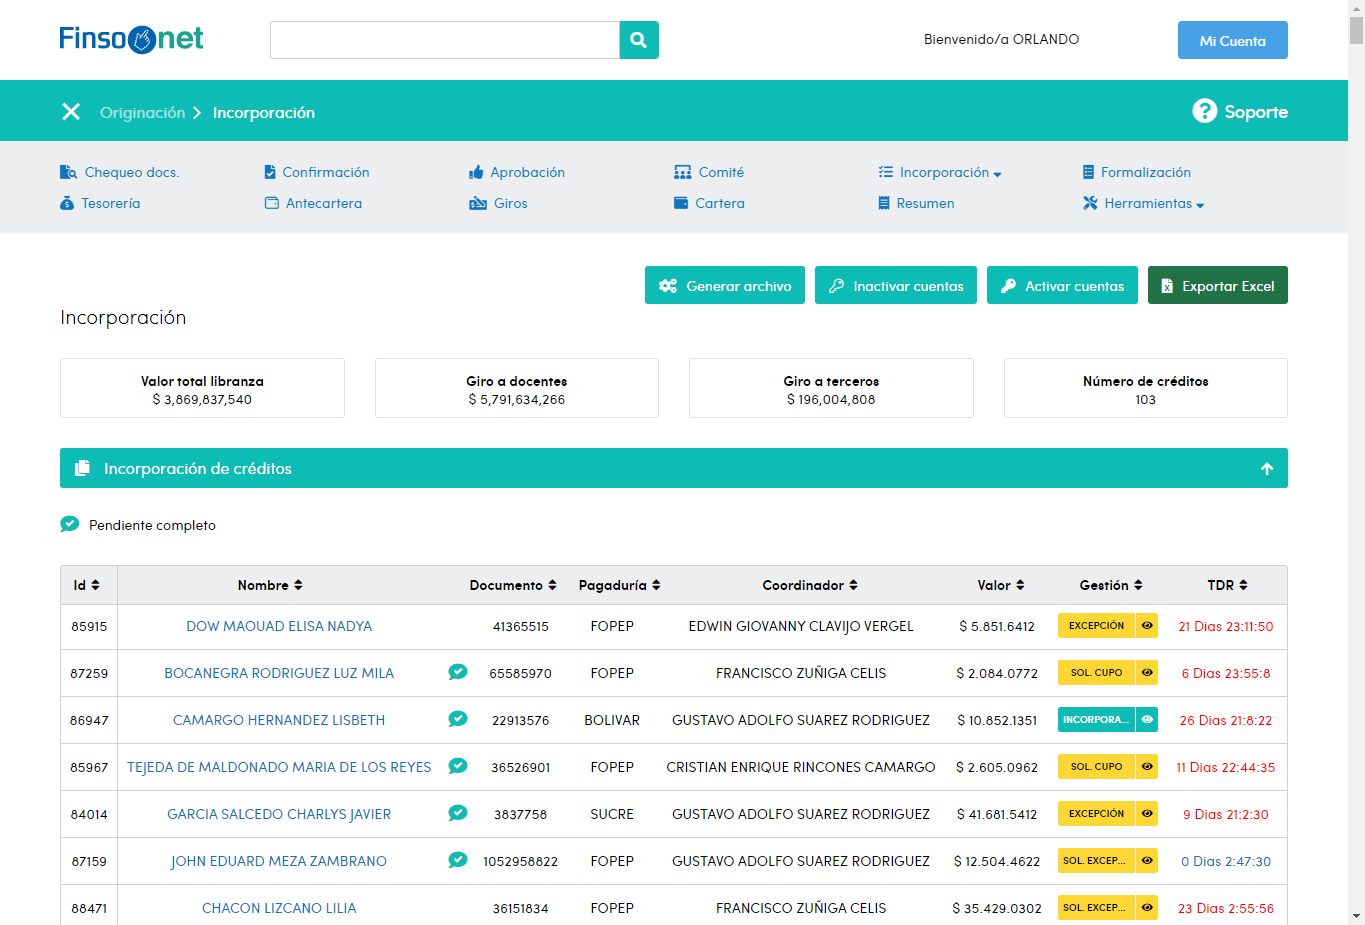 Finsonet
Bienvenido/a ORLANDO
Mi Cuenta
Originación
Incorporación
Soporte
Chequeo docs.
Confirmación
Aprobación
Comité
Incorporación
Formalización
Tesorería
Antecartera
Giros
Cartera
Resumen
Herramientas
Generar archivo
Inactivar cuentas
Activar cuentas
Exportar Excel
Incorporación
Valor total libranza
$ 3,869,837,540
Giro a docentes
$ 5,791,634,266
Giro a terceros
$ 196,004,808
Número de créditos
103
Incorporación de créditos
Pendiente completo
Id Nombre Documento Pagaduría Coordinador Valor Gestión TDR
85915 DOW MAOUAD ELISA NADYA 41365515 FOPEP EDWIN GIOVANNY CLAVIJO VERGEL $ 5.851.6412 EXCEPCIÓN 21 Dias 23:11:50
87259 BOCANEGRA RODRIGUEZ LUZ MILA 65585970 FOPEP FRANCISCO ZUÑIGA CELIS $ 2.084.0772 SOL. CUPO 6 Dias 23:55:8
86947 CAMARGO HERNANDEZ LISBETH 22913576 BOLIVAR GUSTAVO ADOLFO SUAREZ RODRIGUEZ $ 10.852.1351 INCORPORA... 26 Dias 21:8:22
85967 TEJEDA DE MALDONADO MARIA DE LOS REYES 36526901 FOPEP CRISTIAN ENRIQUE RINCONES CAMARGO $ 2.605.0962 SOL. CUPO 11 Dias 22:44:35
84014 GARCIA SALCEDO CHARLYS JAVIER 3837758 SUCRE GUSTAVO ADOLFO SUAREZ RODRIGUEZ $ 41.681.5412 EXCEPCIÓN 9 Dias 21:2:30
87159 JOHN EDUARD MEZA ZAMBRANO 1052958822 FOPEP GUSTAVO ADOLFO SUAREZ RODRIGUEZ $ 12.504.4622 SOL. EXCEP... 0 Dias 2:47:30
88471 CHACON LIZCANO LILIA 36151834 FOPEP FRANCISCO ZUÑIGA CELIS $ 35.429.0302 SOL. EXCEP... 23 Dias 2:55:56